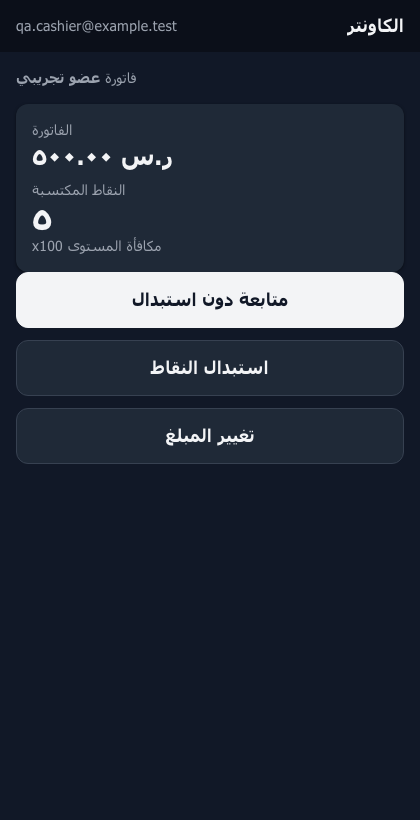 الكاونتر
qa.cashier@example.test
فاتورة عضو تجريبي
الفاتورة
ر.س ٥٠٠.٠٠
النقاط المكتسبة
٥
مكافأة المستوى x100
متابعة دون استبدال
استبدال النقاط
تغيير المبلغ